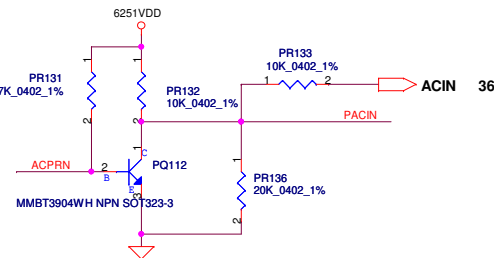 6251VDD
PR133
10K_0402_1%
1 2
ACIN 36
1 1
PR131
7K_0402_1%
PR132
10K_0402_1%
2 2
PACIN
1
C
1
ACPRN
2
B
PQ112
E
3
PR136
20K_0402_1%
MMBT3904WH NPN SOT323-3
2